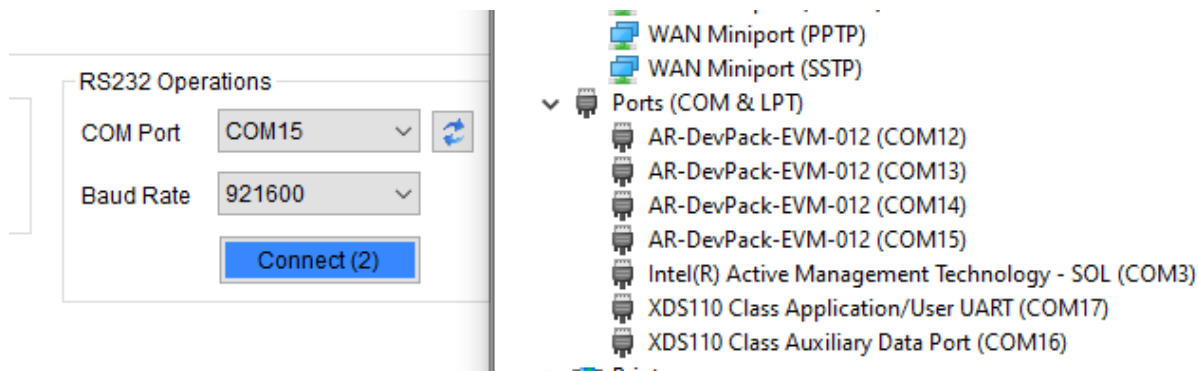 RS232 Operations
COM Port
COM15
Baud Rate
921600
Connect (2)
WAN Miniport (PPTP)
WAN Miniport (SSTP)
Ports (COM & LPT)
AR-DevPack-EVM-012 (COM12)
AR-DevPack-EVM-012 (COM13)
AR-DevPack-EVM-012 (COM14)
AR-DevPack-EVM-012 (COM15)
Intel(R) Active Management Technology - SOL (COM3)
XDS110 Class Application/User UART (COM17)
XDS110 Class Auxiliary Data Port (COM16)